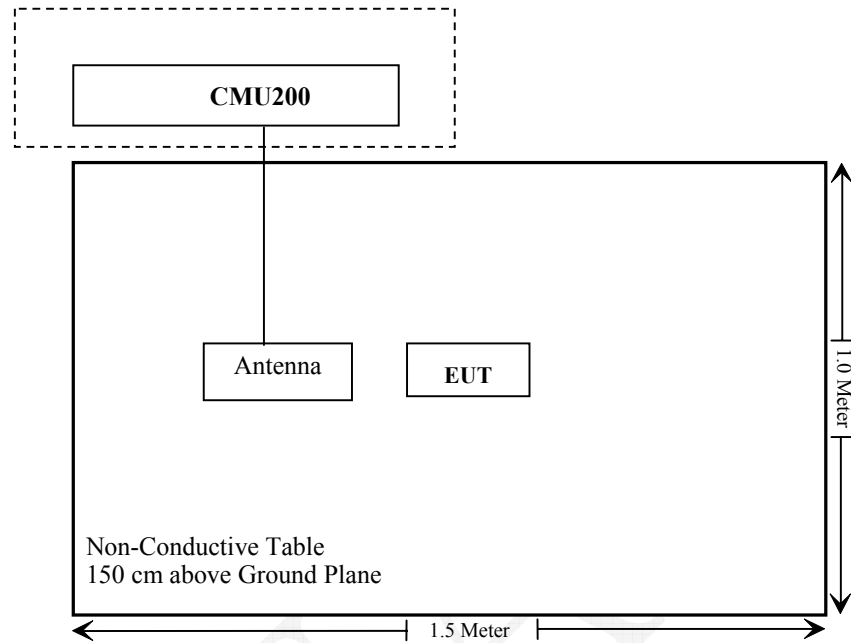 CMU200
Antenna
EUT
1.0 Meter
Non-Conductive Table
150 cm above Ground Plane
1.5 Meter